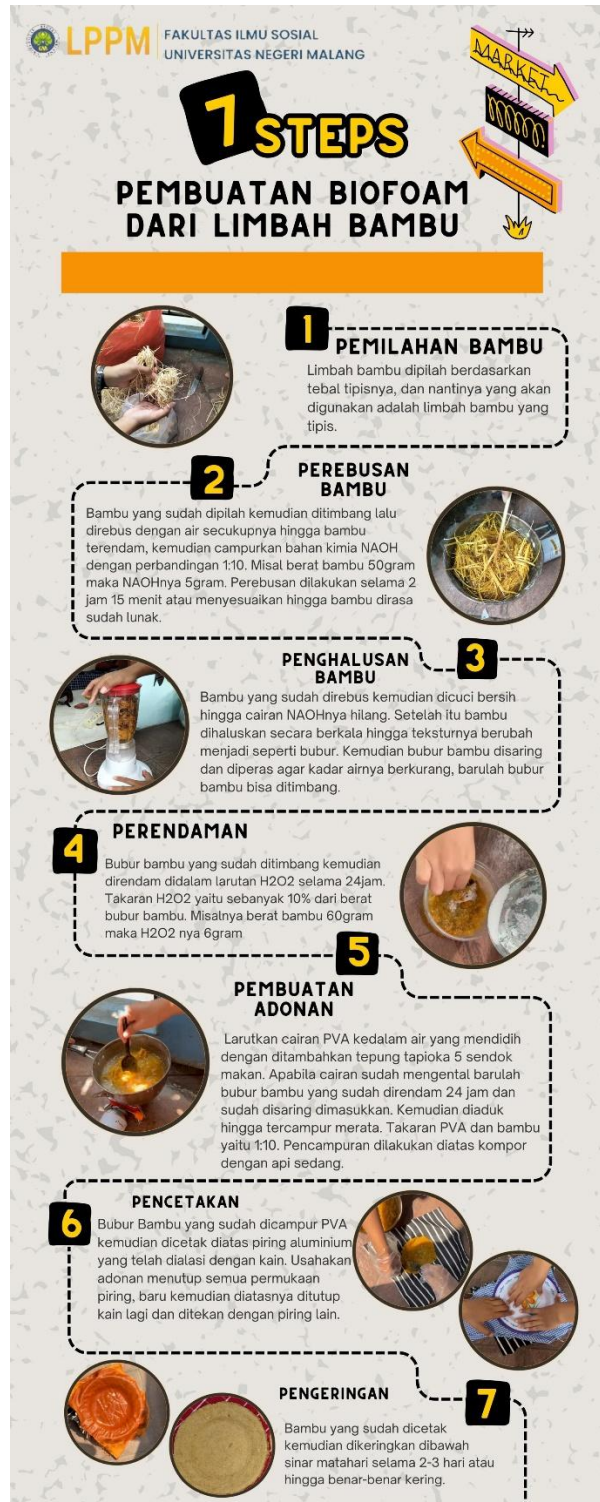 LPPM
FAKULTAS ILMU SOSIAL
UNIVERSITAS NEGERI MALANG
MARKET
7 STEPS
PEMBUATAN BIOFOAM
DARI LIMBAH BAMBU
1
PEMILAHAN BAMBU
Limbah bambu dipilah berdasarkan
tebal tipisnya, dan nantinya yang akan
digunakan adalah limbah bambu yang
tipis.
2
PEREBUSAN
BAMBU
Bambu yang sudah dipilah kemudian ditimbang lalu
direbus dengan air secukupnya hingga bambu
terendam, kemudian campurkan bahan kimia NAOH
dengan perbandingan 1:10. Misal berat bambu 50gram
maka NAOHnya 5gram. Perebusan dilakukan selama 2
jam 15 menit atau menyesuaikan hingga bambu dirasa
sudah lunak.
3
PENGHALUSAN
BAMBU
Bambu yang sudah direbus kemudian dicuci bersih
hingga cairan NAOHnya hilang. Setelah itu bambu
dihaluskan secara berkala hingga teksturnya berubah
menjadi seperti bubur. Kemudian bubur bambu disaring
dan diperas agar kadar airnya berkurang, barulah bubur
bambu bisa ditimbang.
4
PERENDAMAN
Bubur bambu yang sudah ditimbang kemudian
direndam didalam larutan H2O2 selama 24jam.
Takaran H2O2 yaitu sebanyak 10% dari berat
bubur bambu. Misalnya berat bambu 60gram
maka H2O2 nya 6gram
5
PEMBUATAN
ADONAN
Larutkan cairan PVA kedalam air yang mendidih
dengan ditambahkan tepung tapioka 5 sendok
makan. Apabila cairan sudah mengental barulah
bubur bambu yang sudah direndam 24 jam dan
sudah disaring dimasukkan. Kemudian diaduk
hingga tercampur merata. Takaran PVA dan bambu
yaitu 1:10. Pencampuran dilakukan diatas kompor
dengan api sedang.
6
PENCETAKAN
Bubur Bambu yang sudah dicampur PVA
kemudian dicetak diatas piring aluminium
yang telah dialasi dengan kain. Usahakan
adonan menutup semua permukaan
piring, baru kemudian diatasnya ditutup
kain lagi dan ditekan dengan piring lain.
7
PENGERINGAN
Bambu yang sudah dicetak
kemudian dikeringkan dibawah
sinar matahari selama 2-3 hari atau
hingga benar-benar kering.